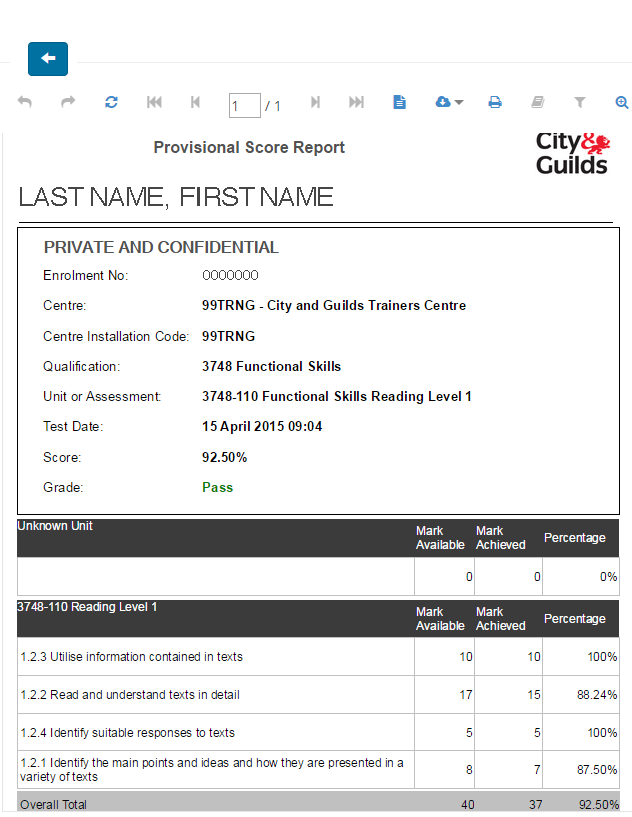 1 / 1
Provisional Score Report
City&
Guilds
LAST NAME, FIRST NAME
PRIVATE AND CONFIDENTIAL
Enrolment No: 0000000
Centre: 99TRNG - City and Guilds Trainers Centre
Centre Installation Code: 99TRNG
Qualification: 3748 Functional Skills
Unit or Assessment: 3748-110 Functional Skills Reading Level 1
Test Date: 15 April 2015 09:04
Score: 92.50%
Grade: Pass
Unknown Unit Mark Available Mark Achieved Percentage
0 0 0%
3748-110 Reading Level 1 Mark Available Mark Achieved Percentage
1.2.3 Utilise information contained in texts 10 10 100%
1.2.2 Read and understand texts in detail 17 15 88.24%
1.2.4 Identify suitable responses to texts 5 5 100%
1.2.1 Identify the main points and ideas and how they are presented in a
variety of texts 8 7 87.50%
Overall Total 40 37 92.50%